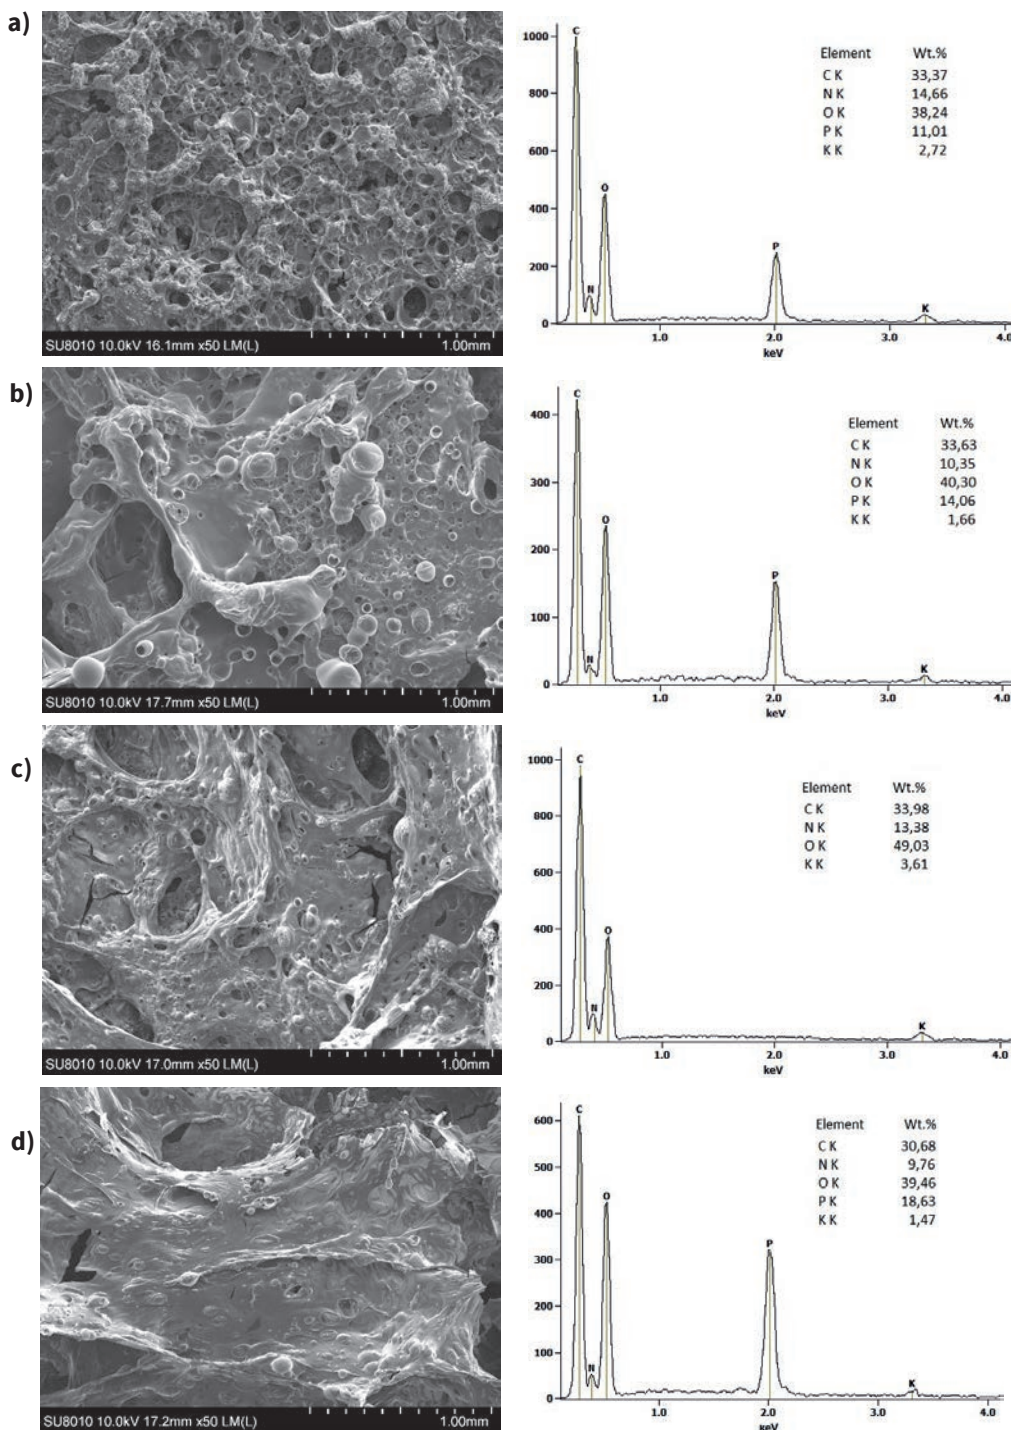 a)
SU8010 10.0kV 16.1mm x50 LM(L) 1.00mm
1000
800
600
400
200
0
C
N
O
P
K
1.0 2.0 3.0 4.0
keV
Element Wt.%
C K 33,37
N K 14,66
O K 38,24
P K 11,01
K K 2,72
b)
SU8010 10.0kV 17.7mm x50 LM(L) 1.00mm
400
300
200
100
0
C
N
O
P
K
1.0 2.0 3.0 4.0
keV
Element Wt.%
C K 33,63
N K 10,35
O K 40,30
P K 14,06
K K 1,66
c)
SU8010 10.0kV 17.0mm x50 LM(L) 1.00mm
1000
800
600
400
200
0
C
N
O
K
1.0 2.0 3.0 4.0
keV
Element Wt.%
C K 33,98
N K 13,38
O K 49,03
K K 3,61
d)
SU8010 10.0kV 17.2mm x50 LM(L) 1.00mm
600
500
400
300
200
100
0
C
N
O
P
K
1.0 2.0 3.0 4.0
keV
Element Wt.%
C K 30,68
N K 9,76
O K 39,46
P K 18,63
K K 1,47